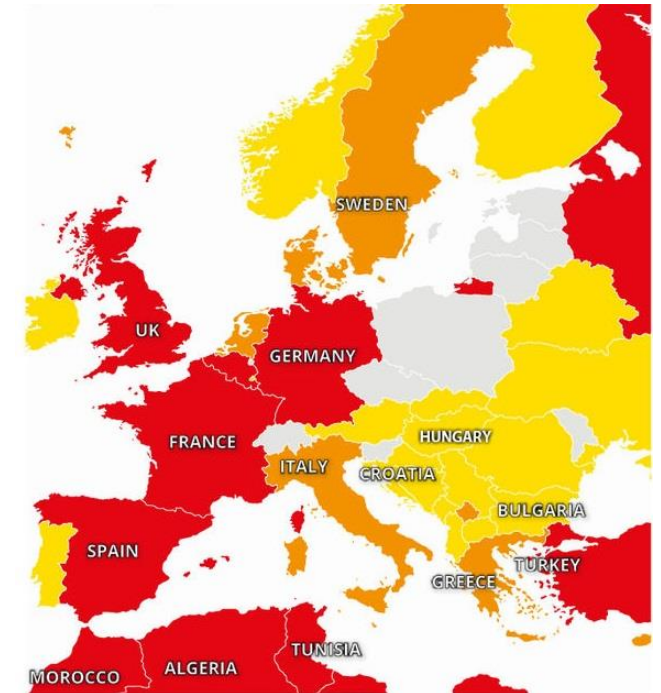 SWEDEN
UK
GERMANY
FRANCE
HUNGARY
ITALY
CROATIA
BULGARIA
SPAIN
TURKEY
GREECE
TUNISIA
ALGERIA
MOROCCO